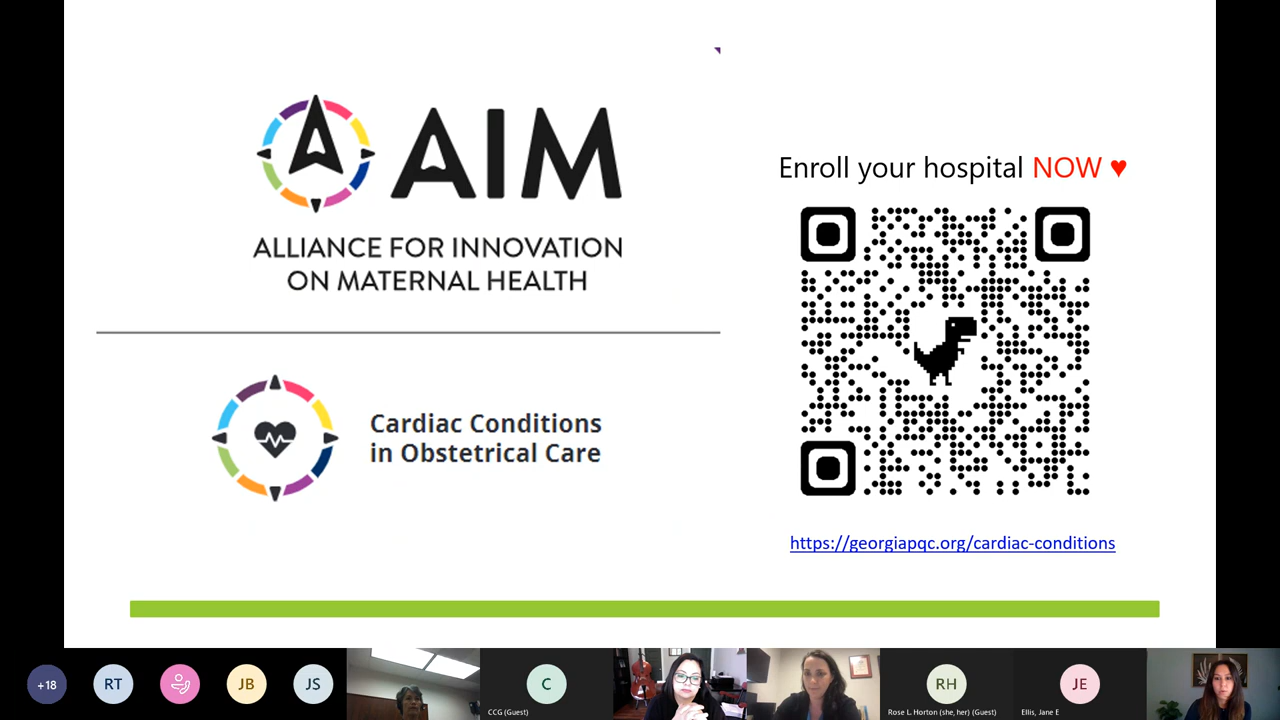 AIM
ALLIANCE FOR INNOVATION
ON MATERNAL HEALTH
Cardiac Conditions
in Obstetrical Care
Enroll your hospital NOW ♥
https://georgiapqc.org/cardiac-conditions
+18
RT
JB
JS
C
CCG (Guest)
RH
Rose L. Horton (she, her) (Guest)
JE
Ellis, Jane E